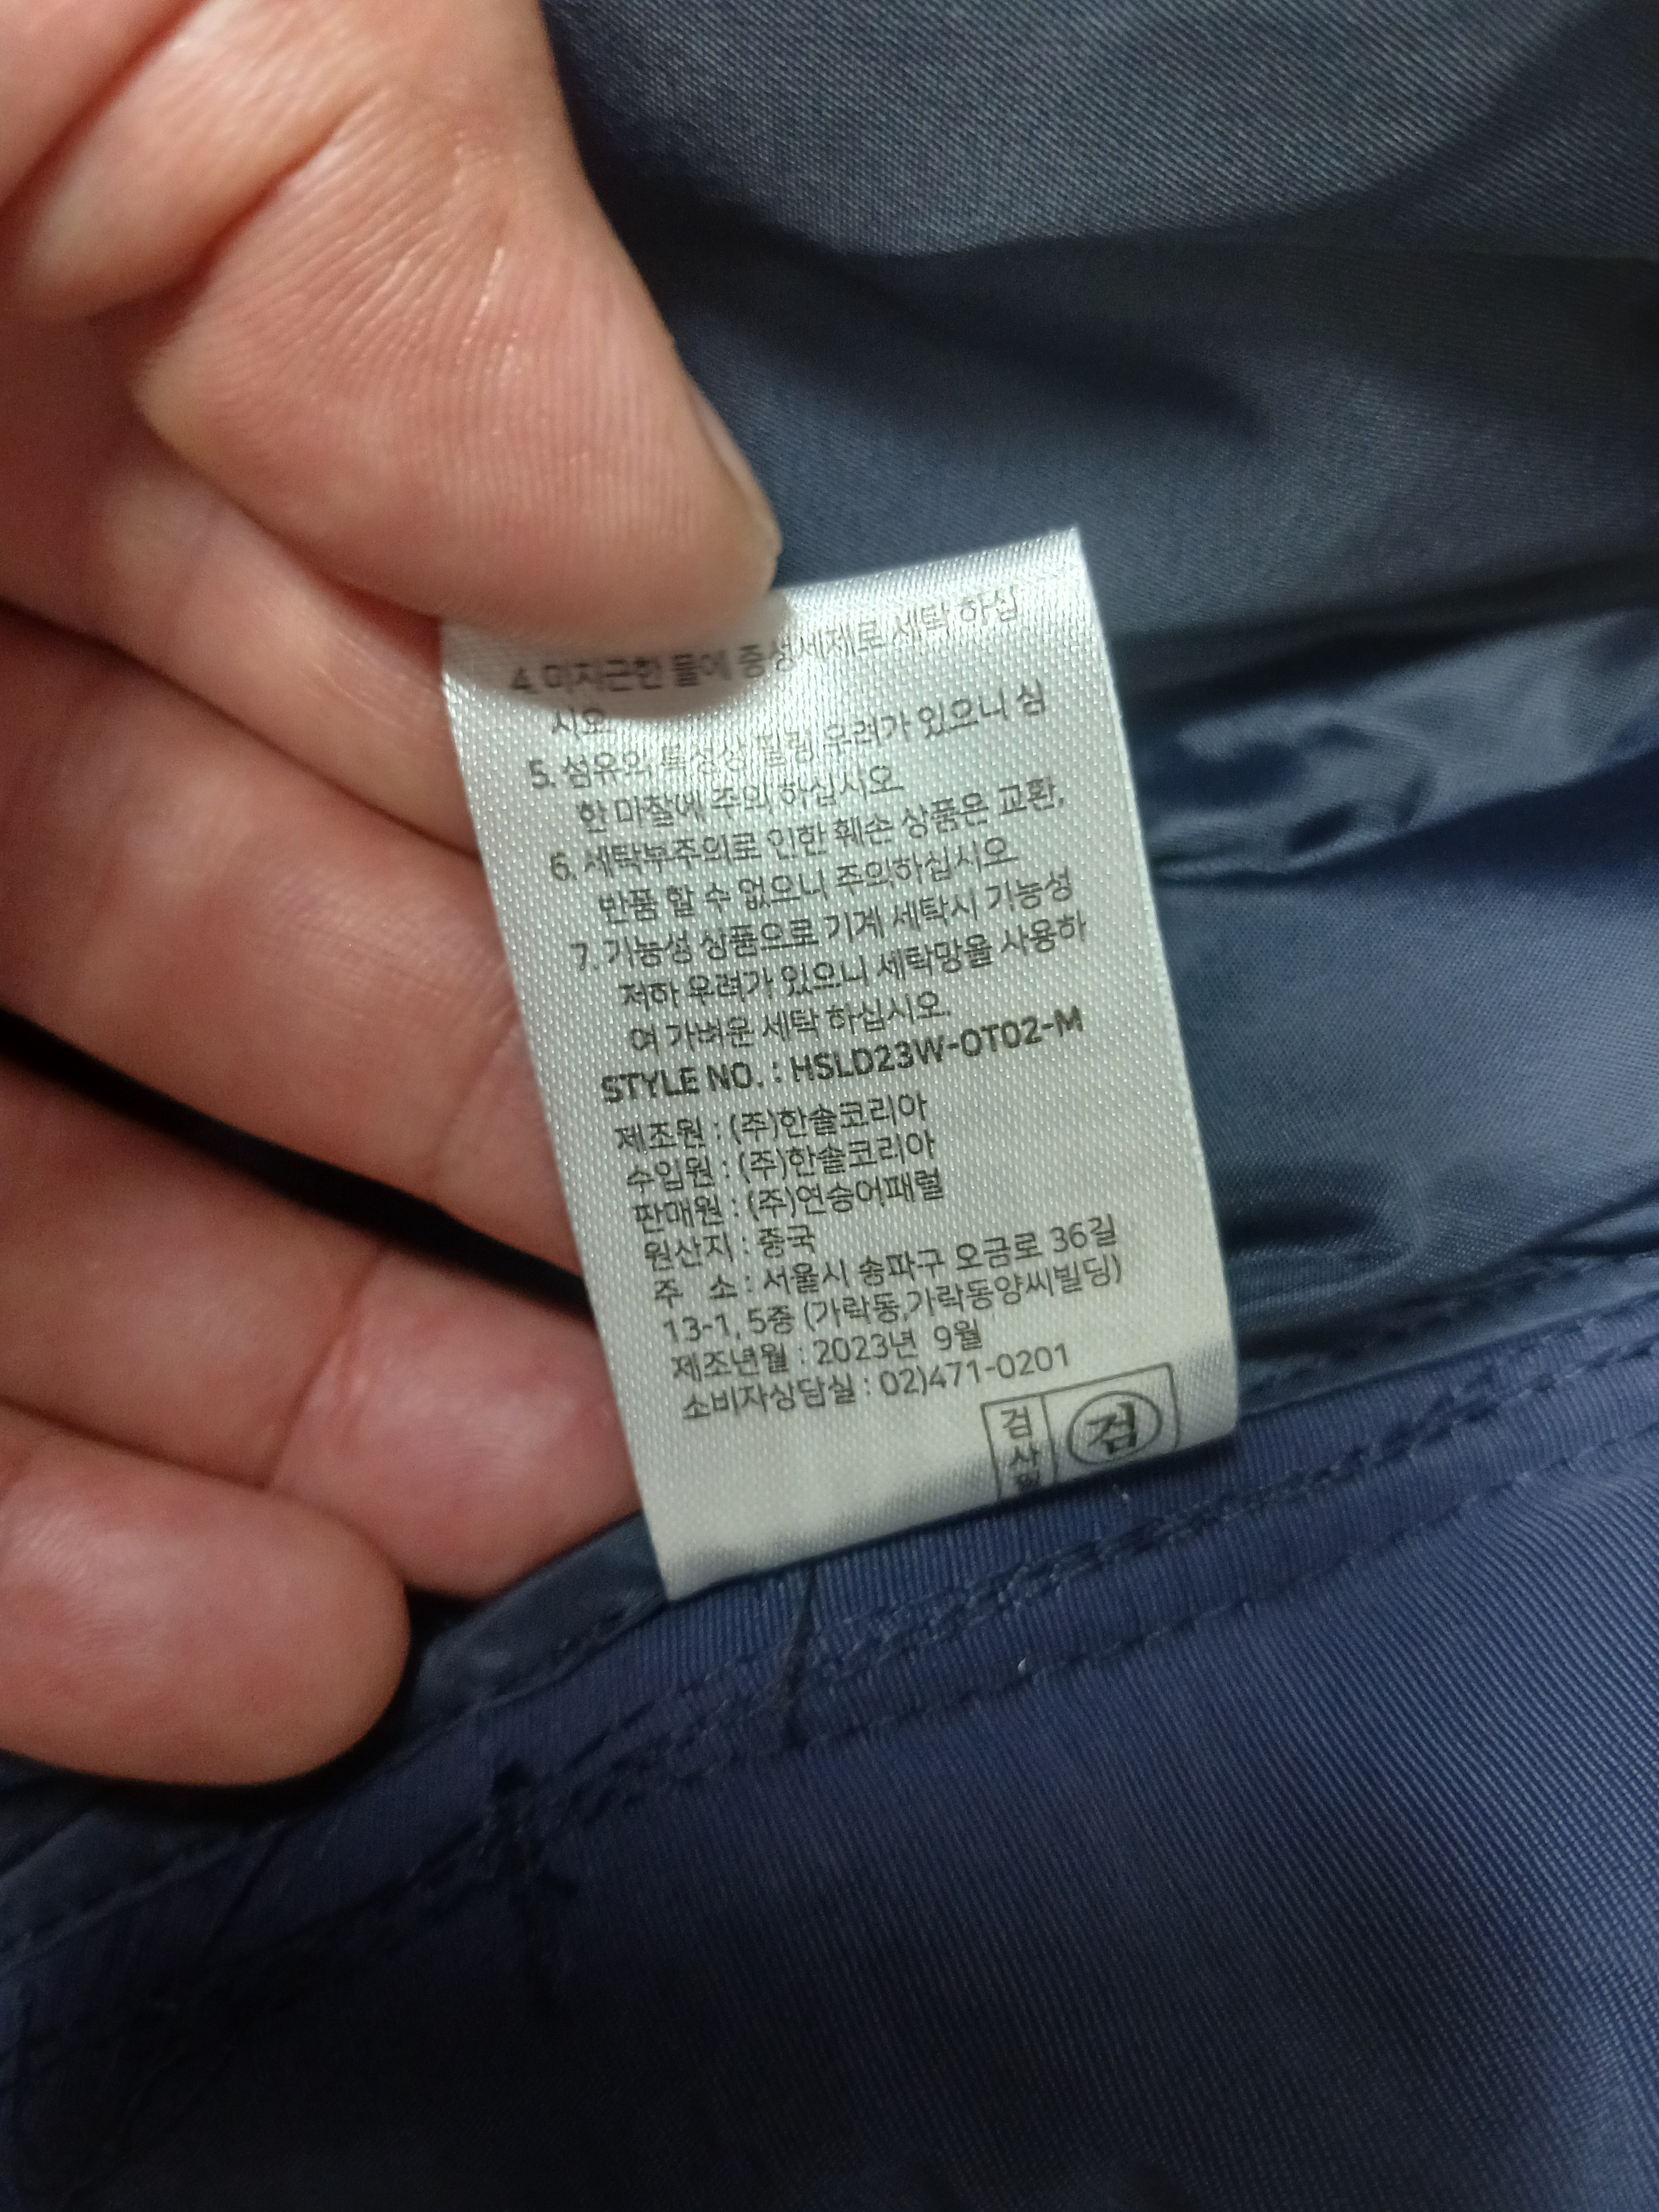 4. 미지근한 물에 중성세제로 세탁 하십
시오.
5. 섬유의 특성상 필링 우려가 있으니 심
한 마찰에 주의 하십시오.
6. 세탁부주의로 인한 훼손 상품은 교환,
반품 할 수 없으니 주의하십시오.
7. 기능성 상품으로 기계 세탁시 기능성
저하 우려가 있으니 세탁망을 사용하
여 가벼운 세탁 하십시오.
STYLE NO. : HSLD23W-OT02-M
제조원 : (주)한솔코리아
수입원 : (주)한솔코리아
판매원 : (주)연승어패럴
원산지 : 중국
주 소 : 서울시 송파구 오금로 36길
13-1, 5층 (가락동,가락동양씨빌딩)
제조년월 : 2023년 9월
소비자상담실 : 02)471-0201
검사
검